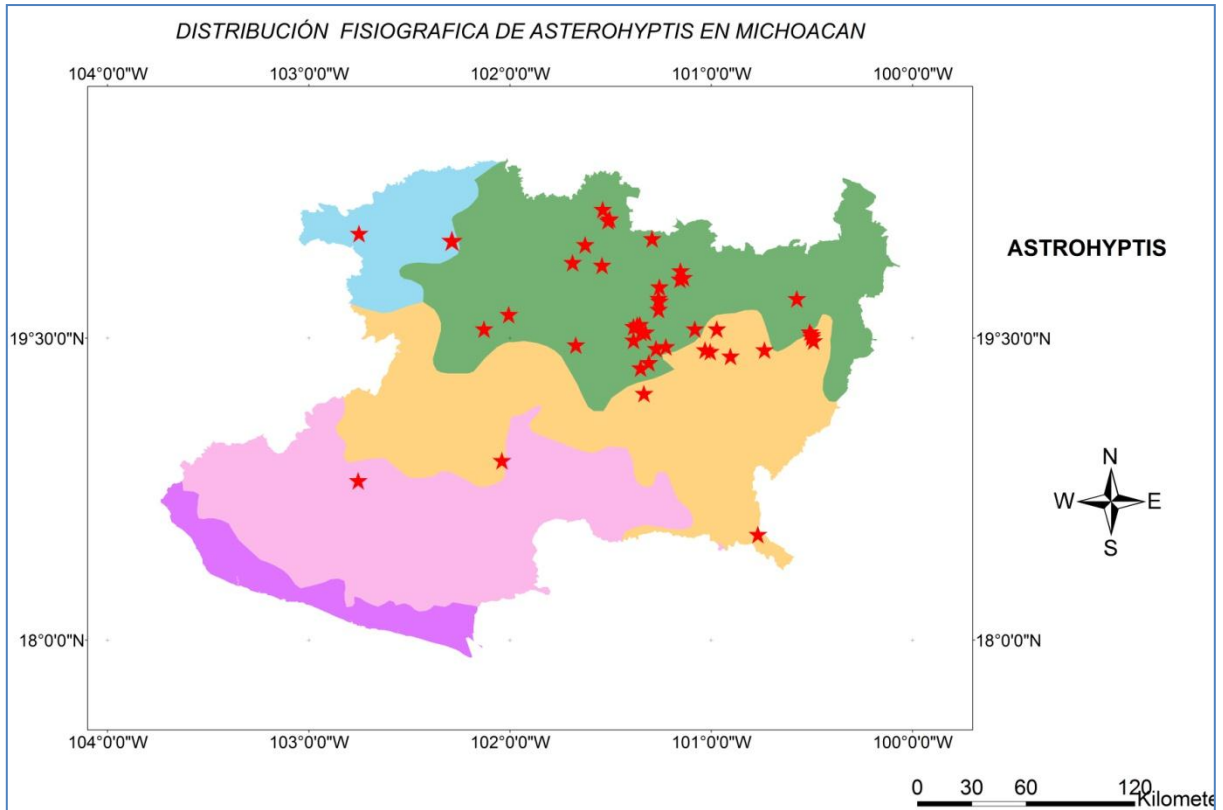 DISTRIBUCIÓN FISIOGRAFICA DE ASTEROHYPTIS EN MICHOACAN
104°0'0"W 103°0'0"W 102°0'0"W 101°0'0"W 100°0'0"W
ASTROHYPTIS
19°30'0"N 19°30'0"N
N
W E
S
18°0'0"N 18°0'0"N
104°0'0"W 103°0'0"W 102°0'0"W 101°0'0"W 100°0'0"W
0 30 60 120
Kilomete